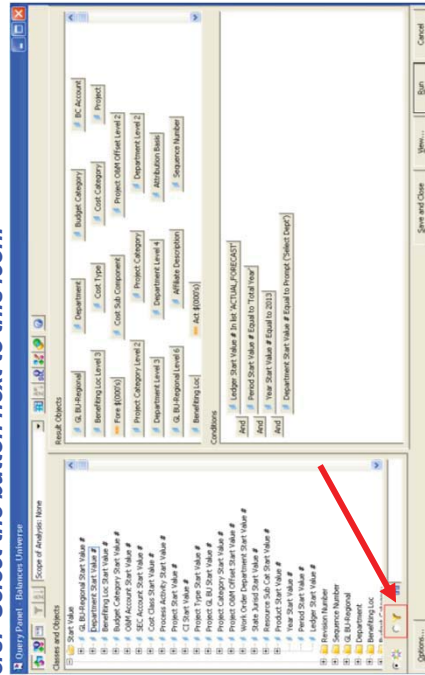 select the button next to this icon.
Query Panel - Balances Universe
Scope of Analysis: None
Classes and Objects
Start Value
GL BU-Regional Start Value #
Department Start Value #
Benefiting Loc Start Value #
Budget Category Start Value #
O&M Account Start Value #
IEC Account Start Value #
Cost Class Start Value #
Process Activity Start Value #
Project Start Value #
CI Start Value #
Project Type Start Value #
Project GL BU Start Value #
Project Category Start Value #
Project O&M Offset Start Value #
Work Order Department Start Value #
State Jurisd Start Value #
Resource Sub Cat Start Value #
Product Start Value #
Year Start Value #
Period Start Value #
Ledger Start Value #
Revision Number
Sequence Number
GL BU-Regional
Department
Benefiting Loc
Result Objects
GL BU-Regional
Department
Budget Category
BC Account
Benefiting Loc Level 3
Cost Type
Cost Category
Project
Fore $(000's)
Cost Sub Component
Project O&M Offset Level 2
Project Category Level 2
Project Category
Department Level 2
Department Level 3
Department Level 4
Attribution Basis
GL BU-Regional Level 6
Affiliate Description
Sequence Number
Benefiting Loc
Act $(000's)
Conditions
Ledger Start Value # In list 'ACTUAL,FORECAST'
And
Period Start Value # Equal to 'Total Year'
And
Year Start Value # Equal to 2013
And
Department Start Value # Equal to Prompt ('Select Dept')
Options...
Save and Close
View...
Run
Cancel